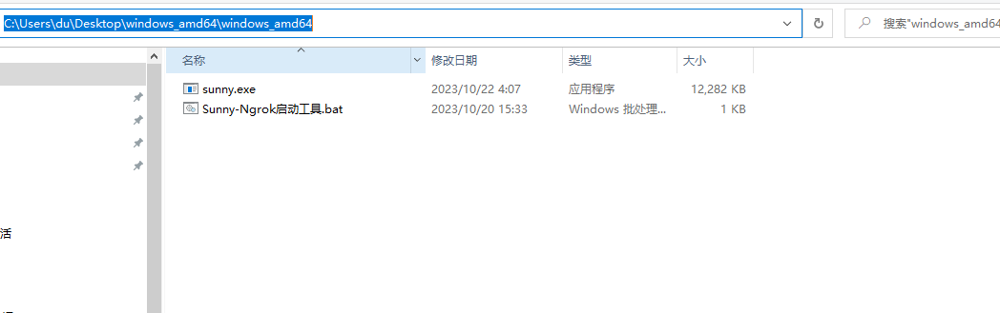 C:\Users\du\Desktop\windows_amd64\windows_amd64 搜索"windows_amd64
名称 修改日期 类型 大小
sunny.exe 2023/10/22 4:07 应用程序 12,282 KB
Sunny-Ngrok启动工具.bat 2023/10/20 15:33 Windows 批处理... 1 KB
活